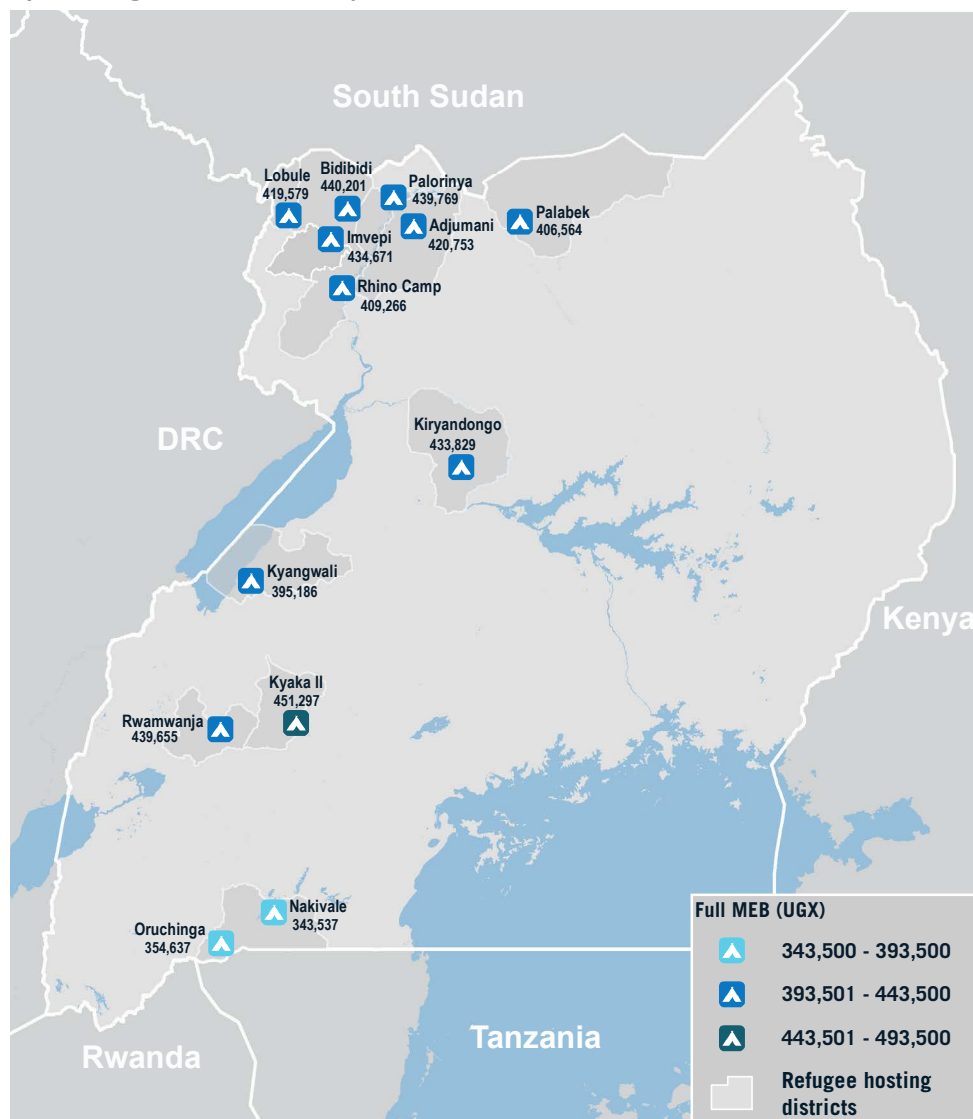 South Sudan
Bidibidi
440,201
Lobule
419,579
Palorinya
439,769
Palabek
406,564
Adjumani
420,753
Imvepi
434,671
Rhino Camp
409,266
DRC
Kiryandongo
433,829
Kyangwali
395,186
Kenya
Kyaka II
451,297
Rwamwanja
439,655
Nakivale
343,537
Oruchinga
354,637
Full MEB (UGX)
343,500 - 393,500
393,501 - 443,500
443,501 - 493,500
Refugee hosting
districts
Tanzania
Rwanda